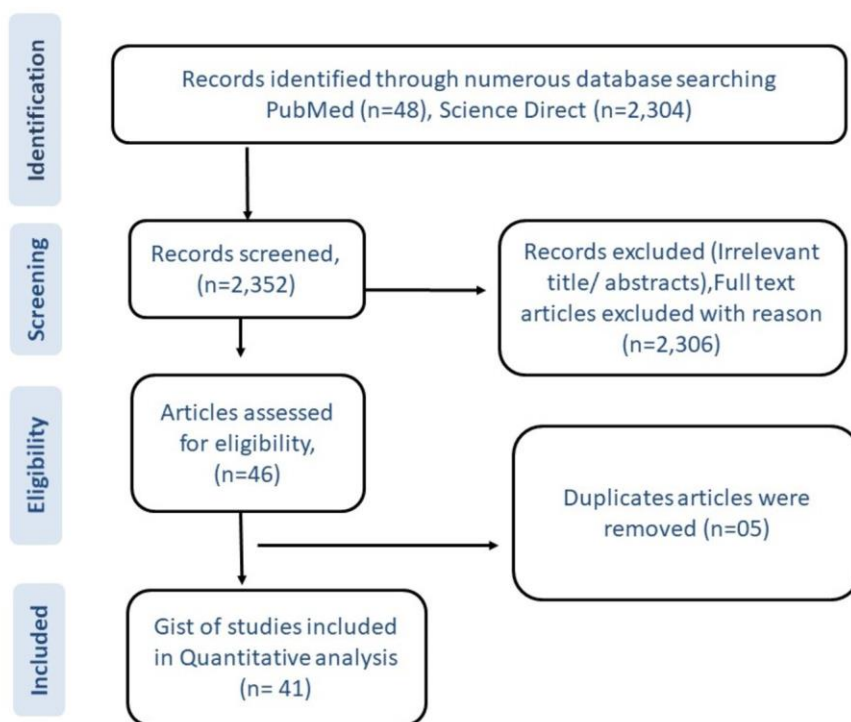 Identification
Records identified through numerous database searching
PubMed (n=48), Science Direct (n=2,304)
Screening
Records screened,
(n=2,352)
Records excluded (Irrelevant
title/ abstracts),Full text
articles excluded with reason
(n=2,306)
Eligibility
Articles assessed
for eligibility,
(n=46)
Duplicates articles were
removed (n=05)
Included
Gist of studies included
in Quantitative analysis
(n= 41)